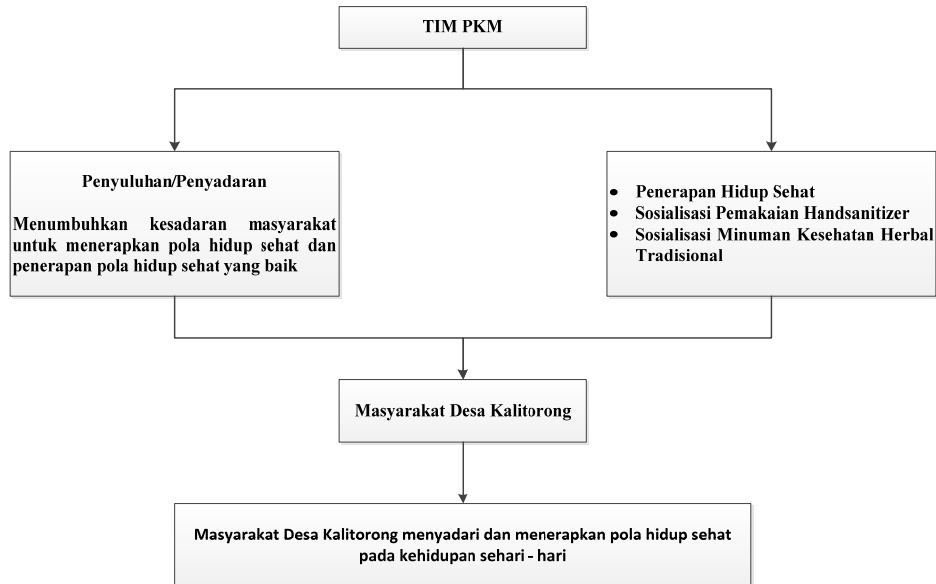 TIM PKM
Penyuluhan/Penyadaran
Menumbuhkan kesadaran masyarakat
untuk menerapkan pola hidup sehat dan
penerapan pola hidup sehat yang baik
• Penerapan Hidup Sehat
• Sosialisasi Pemakaian Handsanitizer
• Sosialisasi Minuman Kesehatan Herbal
Tradisional
Masyarakat Desa Kalitorong
Masyarakat Desa Kalitorong menyadari dan menerapkan pola hidup sehat
pada kehidupan sehari - hari